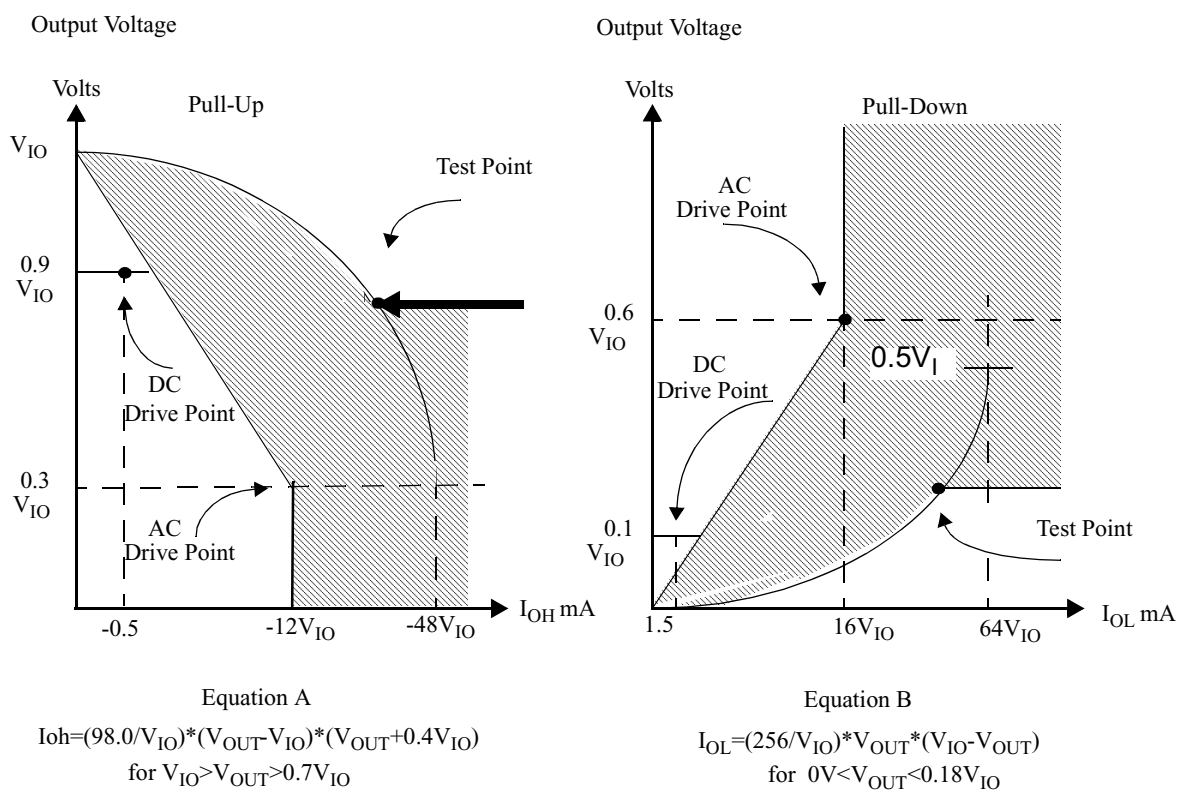 Output Voltage
Volts
Pull-Up
VIO
Test Point
0.9
VIO
DC
Drive Point
0.3
VIO
AC
Drive Point
-0.5
-12VIO
-48VIO
IOH mA
Equation A
Ioh=(98.0/VIO)*(VOUT-VIO)*(VOUT+0.4VIO)
for VIO>VOUT>0.7VIO
Output Voltage
Volts
Pull-Down
AC
Drive Point
0.6
VIO
0.5VI
DC
Drive Point
0.1
VIO
Test Point
1.5
16VIO
64VIO
IOL mA
Equation B
IOL=(256/VIO)*VOUT*(VIO-VOUT)
for 0V<VOUT<0.18VIO